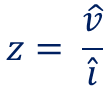 z = v̂ / î